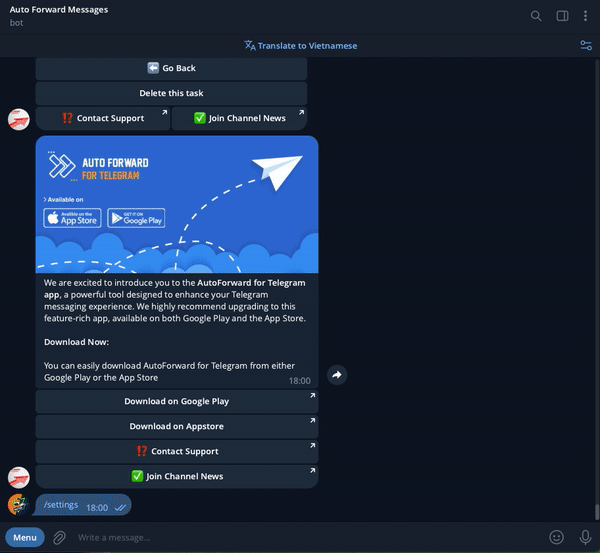 Auto Forward Messages
bot
Translate to Vietnamese
Go Back
Delete this task
Contact Support
Join Channel News
AUTO FORWARD
FOR TELEGRAM
Available on
Available on the
App Store
GET IT ON
Google Play
We are excited to introduce you to the AutoForward for Telegram
app, a powerful tool designed to enhance your Telegram
messaging experience. We highly recommend upgrading to this
feature-rich app, available on both Google Play and the App Store.
Download Now:
You can easily download AutoForward for Telegram from either
Google Play or the App Store
18:00
Download on Google Play
Download on Appstore
Contact Support
Join Channel News
/settings 18:00
Menu
Write a message...